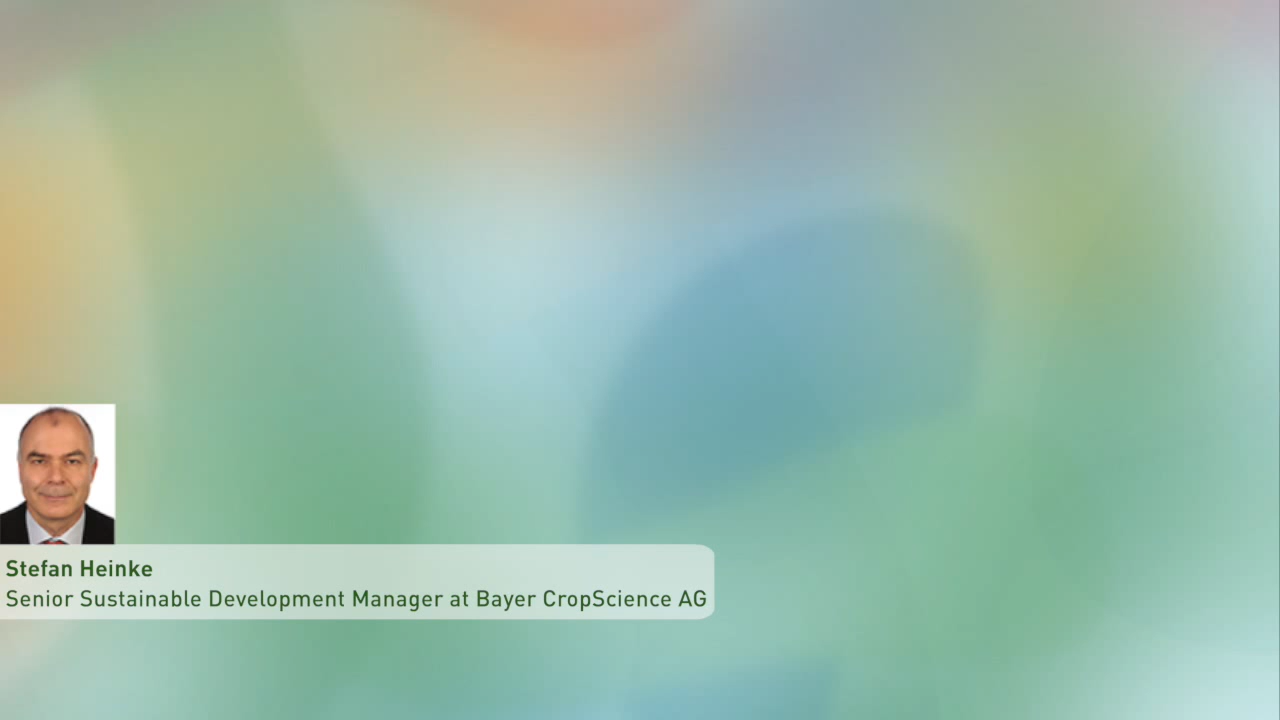 Stefan Heinke
Senior Sustainable Development Manager at Bayer CropScience AG